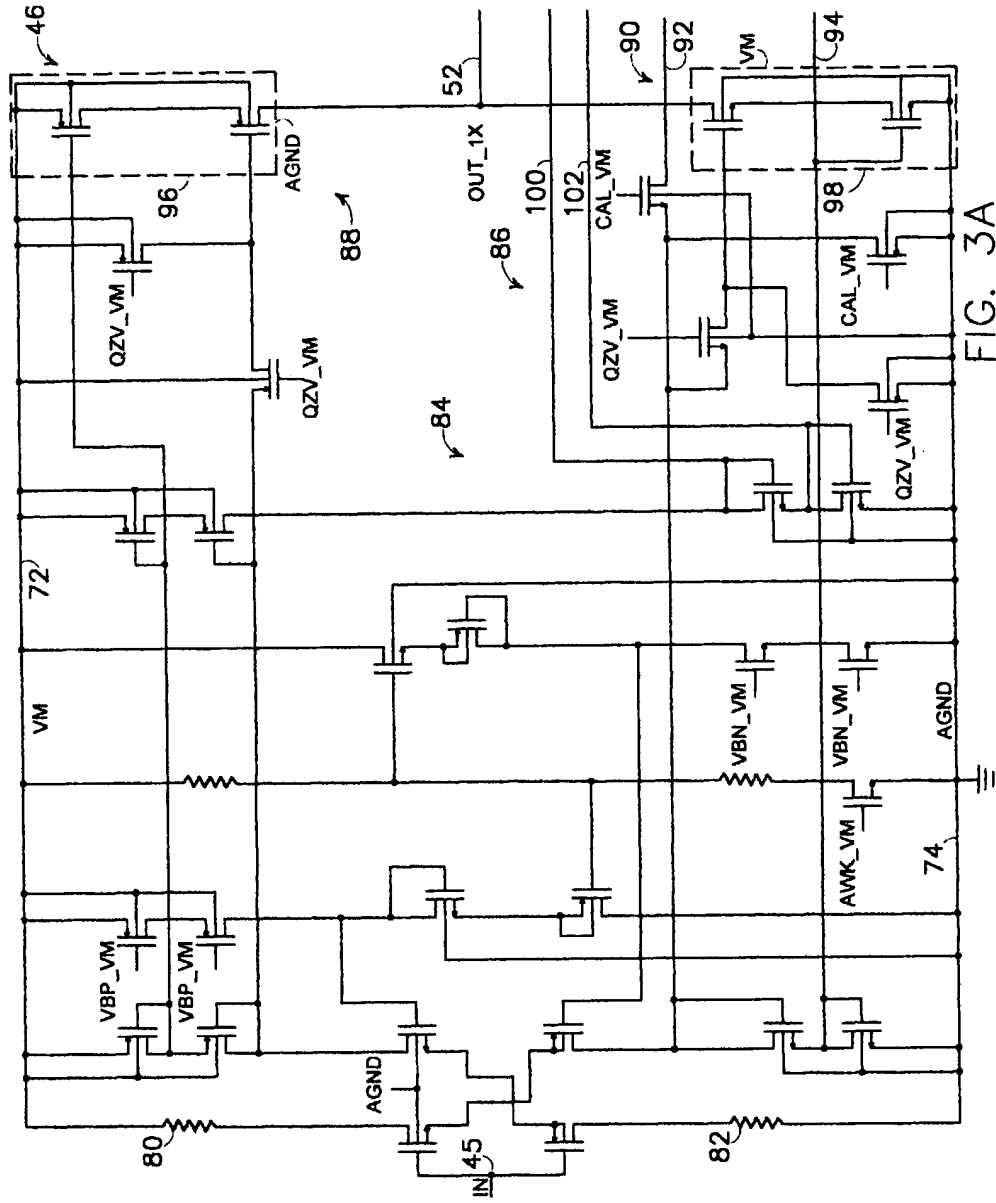 46
72
VM
96
AGND
QZV_VM
88
QZV_VM
VBP_VM
VBP_VM
80
AGND
84
OUT_1X
52
86
100
102
IN
45
QZV_VM
CAL_VM
90
92
VM
VBN_VM
VBN_VM
AWK_VM
AGND
74
82
QZV_VM
CAL_VM
98
94
FIG. 3A